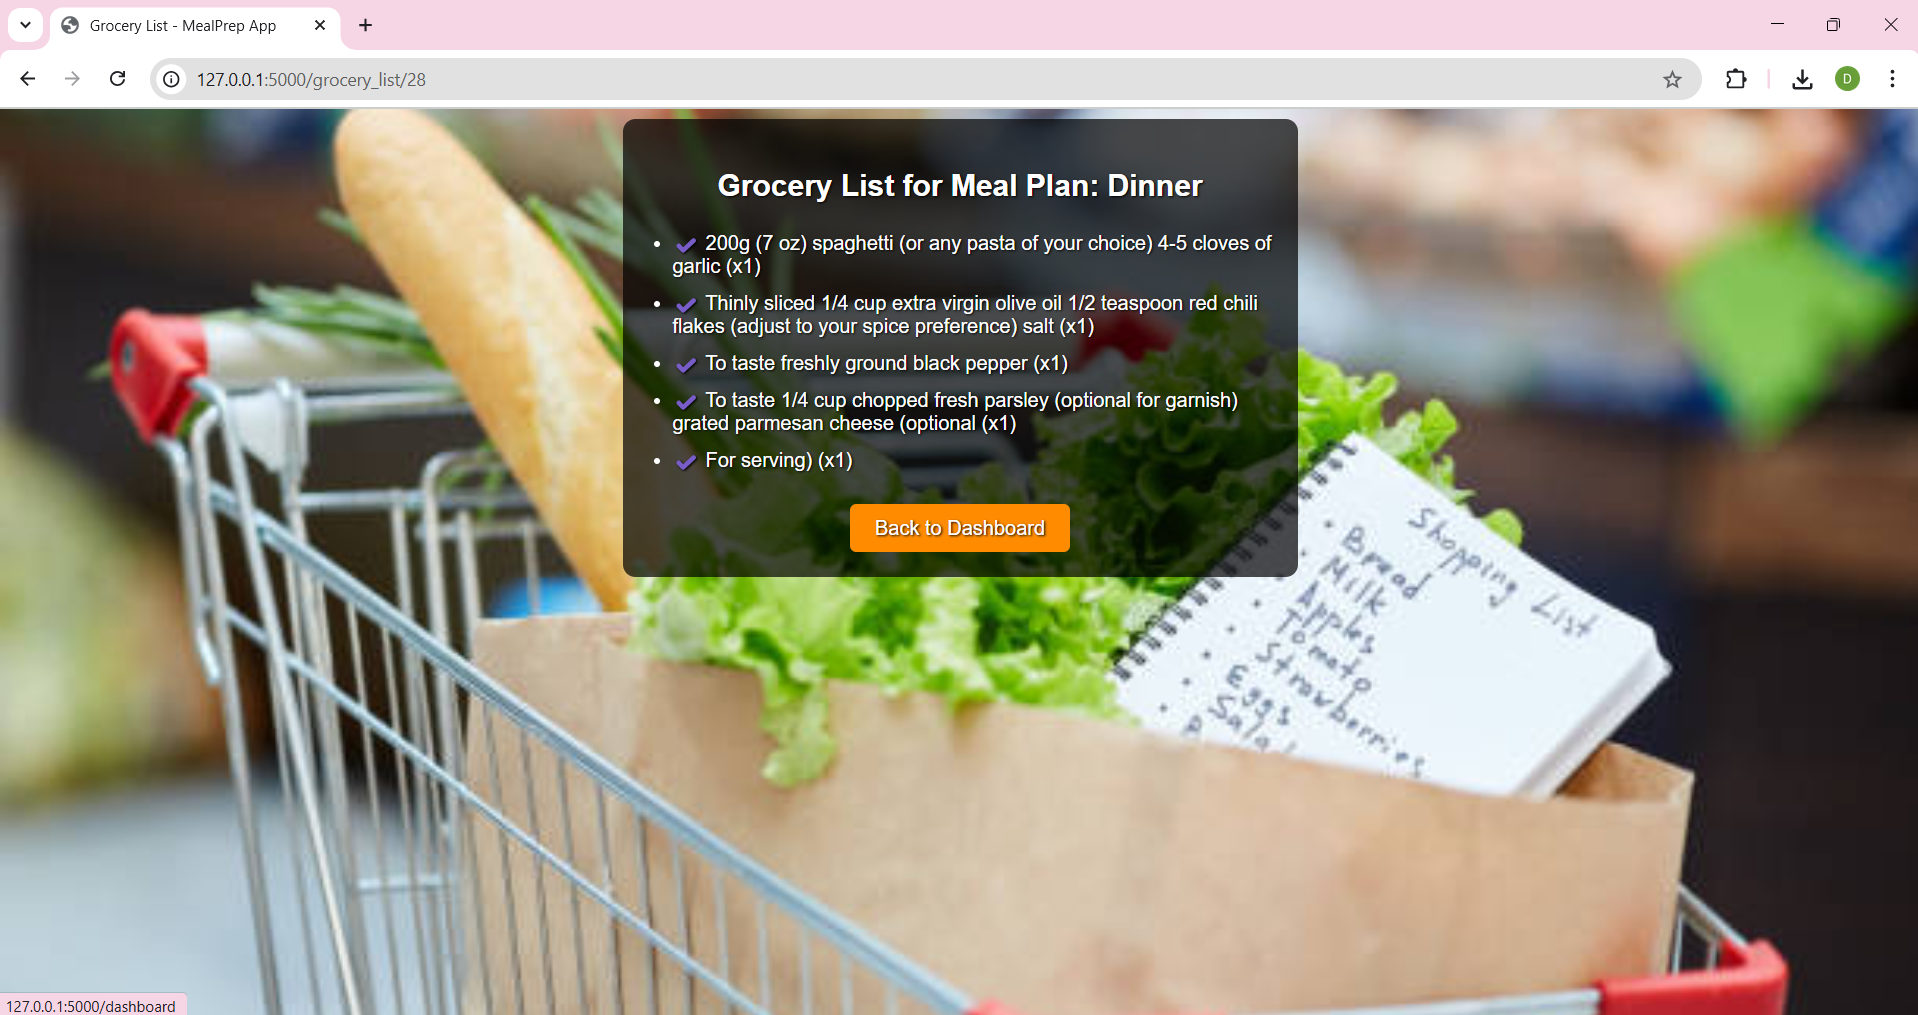 Grocery List - MealPrep App
127.0.0.1:5000/grocery_list/28
D
Grocery List for Meal Plan: Dinner
200g (7 oz) spaghetti (or any pasta of your choice) 4-5 cloves of
garlic (x1)
Thinly sliced 1/4 cup extra virgin olive oil 1/2 teaspoon red chili
flakes (adjust to your spice preference) salt (x1)
To taste freshly ground black pepper (x1)
To taste 1/4 cup chopped fresh parsley (optional for garnish)
grated parmesan cheese (optional (x1)
For serving) (x1)
Back to Dashboard
Shopping List
Bread
Milk
Apples
Tomato
Strawberries
Eggs
Salad
127.0.0.1:5000/dashboard